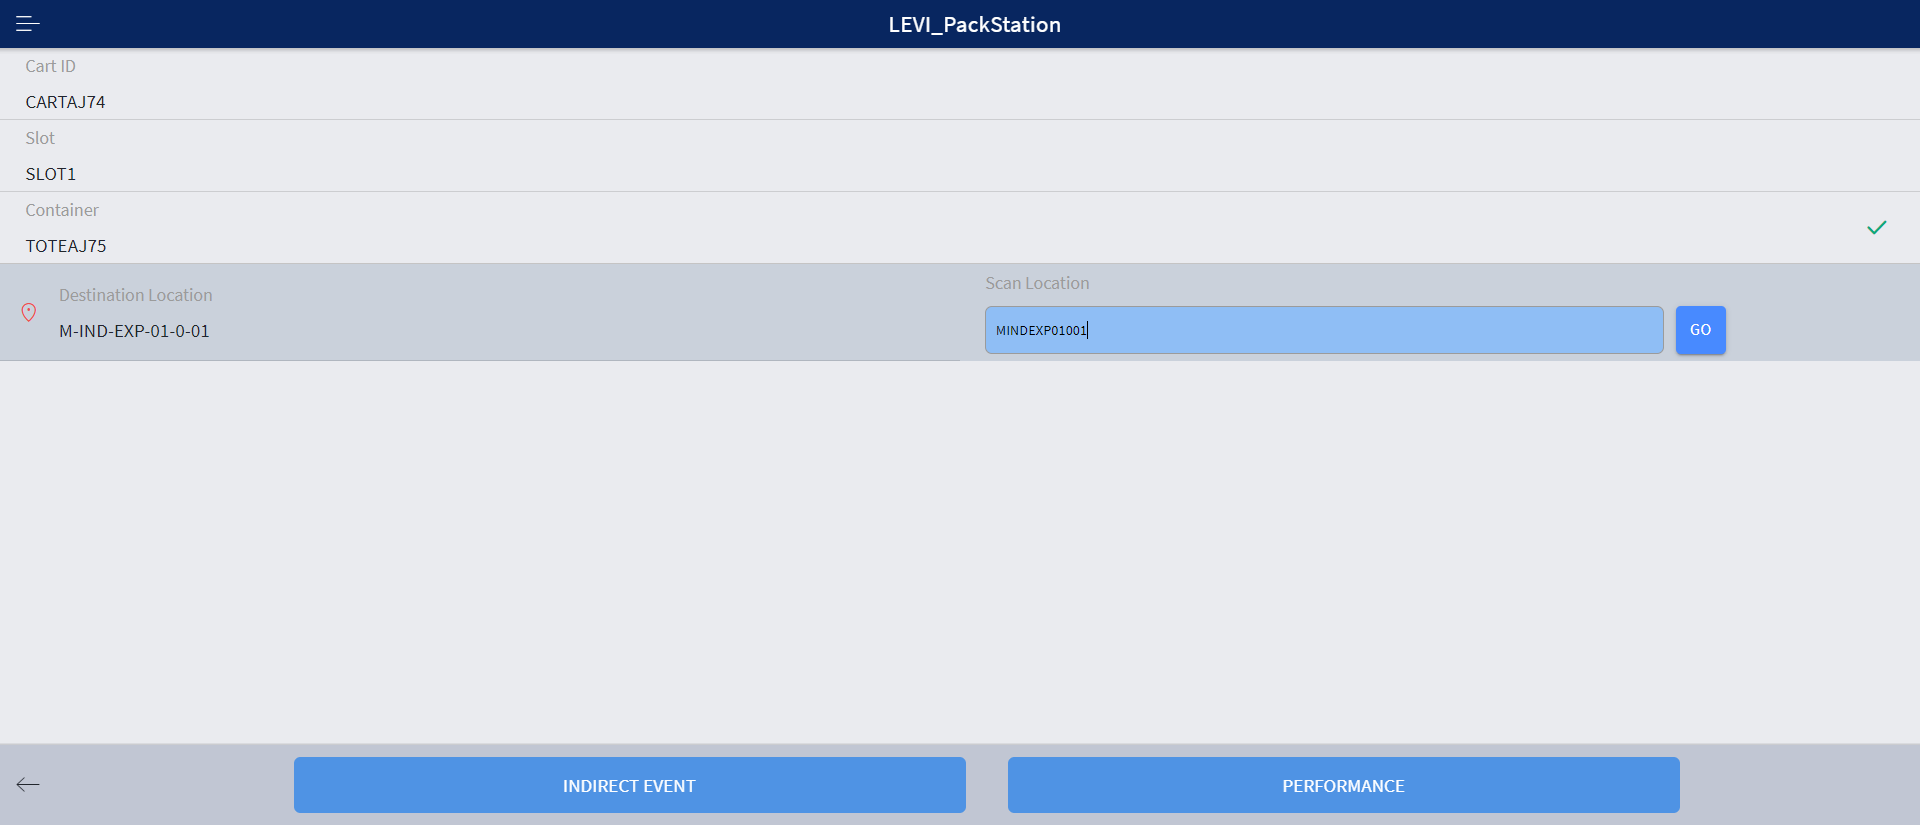 LEVI_PackStation
Cart ID
CARTAJ74
Slot
SLOT1
Container
TOTEAJ75
Destination Location
M-IND-EXP-01-0-01
Scan Location
MINDEXP01001
GO
INDIRECT EVENT
PERFORMANCE